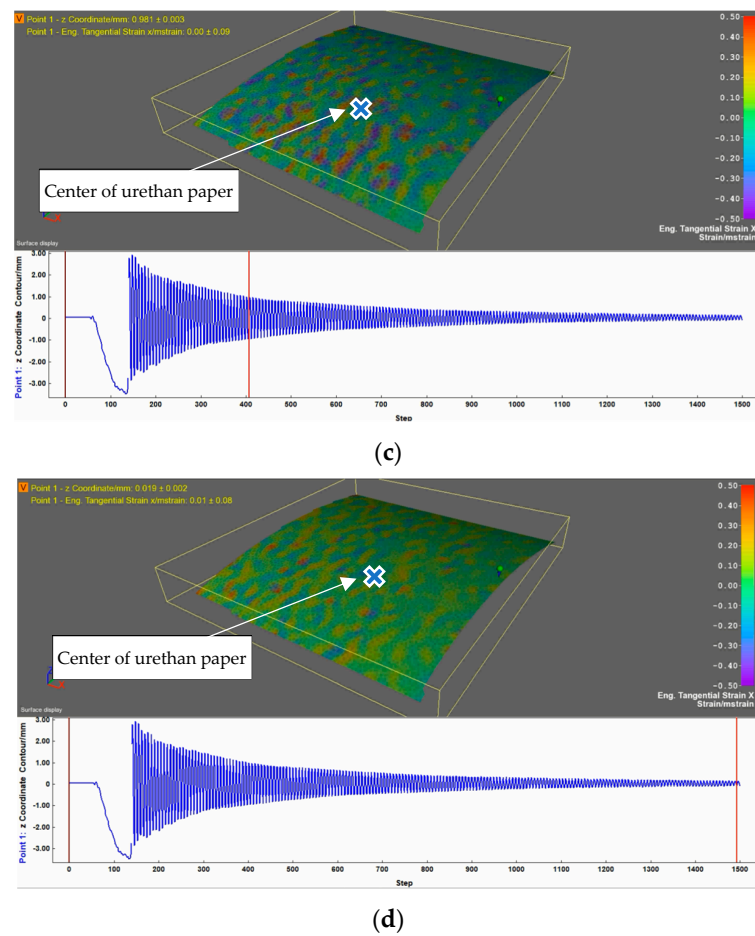 V Point 1 - z Coordinate/mm: 0.981 ± 0.003
Point 1 - Eng. Tangential Strain x/mstrain: 0.00 ± 0.09
0.50
0.40
0.30
0.20
0.10
0.00
-0.10
-0.20
-0.30
-0.40
-0.50
Eng. Tangential Strain X
Strain/mstrain
Center of urethan paper
X
Surface display
Point 1: z Coordinate Contour/mm
3.00
2.00
1.00
0
-1.00
-2.00
-3.00
0 100 200 300 400 500 600 700 800 900 1000 1100 1200 1300 1400 1500
Step
(c)
V Point 1 - z Coordinate/mm: 0.019 ± 0.002
Point 1 - Eng. Tangential Strain x/mstrain: 0.01 ± 0.08
0.50
0.40
0.30
0.20
0.10
0.00
-0.10
-0.20
-0.30
-0.40
-0.50
Eng. Tangential Strain X
Strain/mstrain
Center of urethan paper
Z
X
Surface display
Point 1: z Coordinate Contour/mm
3.00
2.00
1.00
0
-1.00
-2.00
-3.00
0 100 200 300 400 500 600 700 800 900 1000 1100 1200 1300 1400 1500
Step
(d)